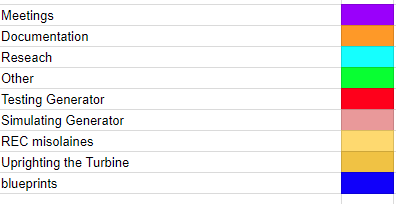 Meetings
Documentation
Reseach
Other
Testing Generator
Simulating Generator
REC misolaines
Uprighting the Turbine
blueprints